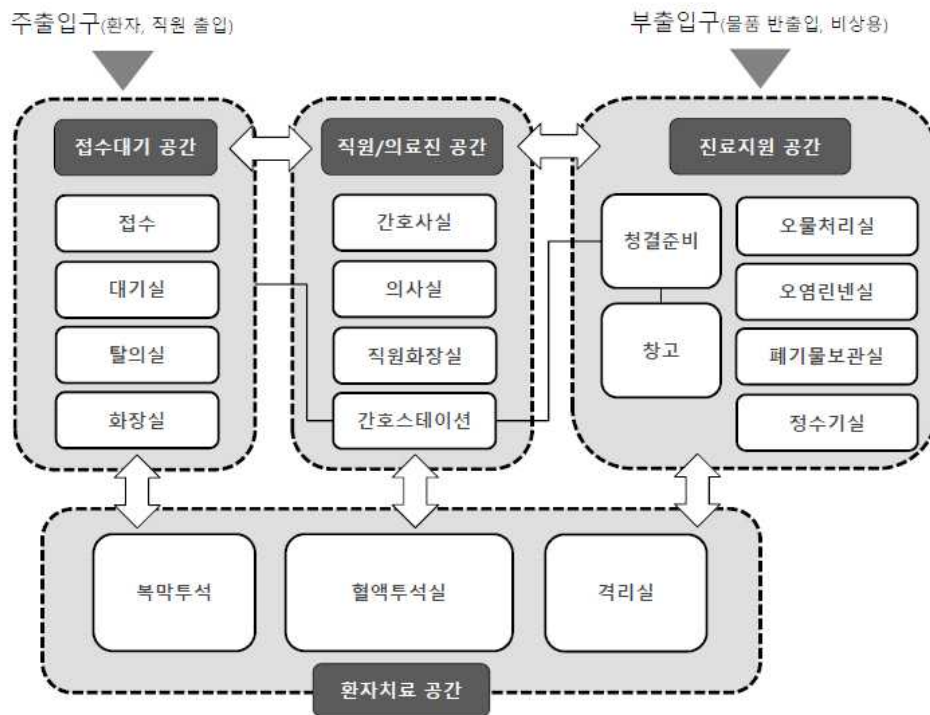 주출입구(환자, 직원 출입)
부출입구(물품 반출입, 비상용)
접수대기 공간
접수
대기실
탈의실
화장실
직원/의료진 공간
간호사실
의사실
직원화장실
간호스테이션
진료지원 공간
청결준비
창고
오물처리실
오염린넨실
폐기물보관실
정수기실
복막투석
혈액투석실
격리실
환자치료 공간